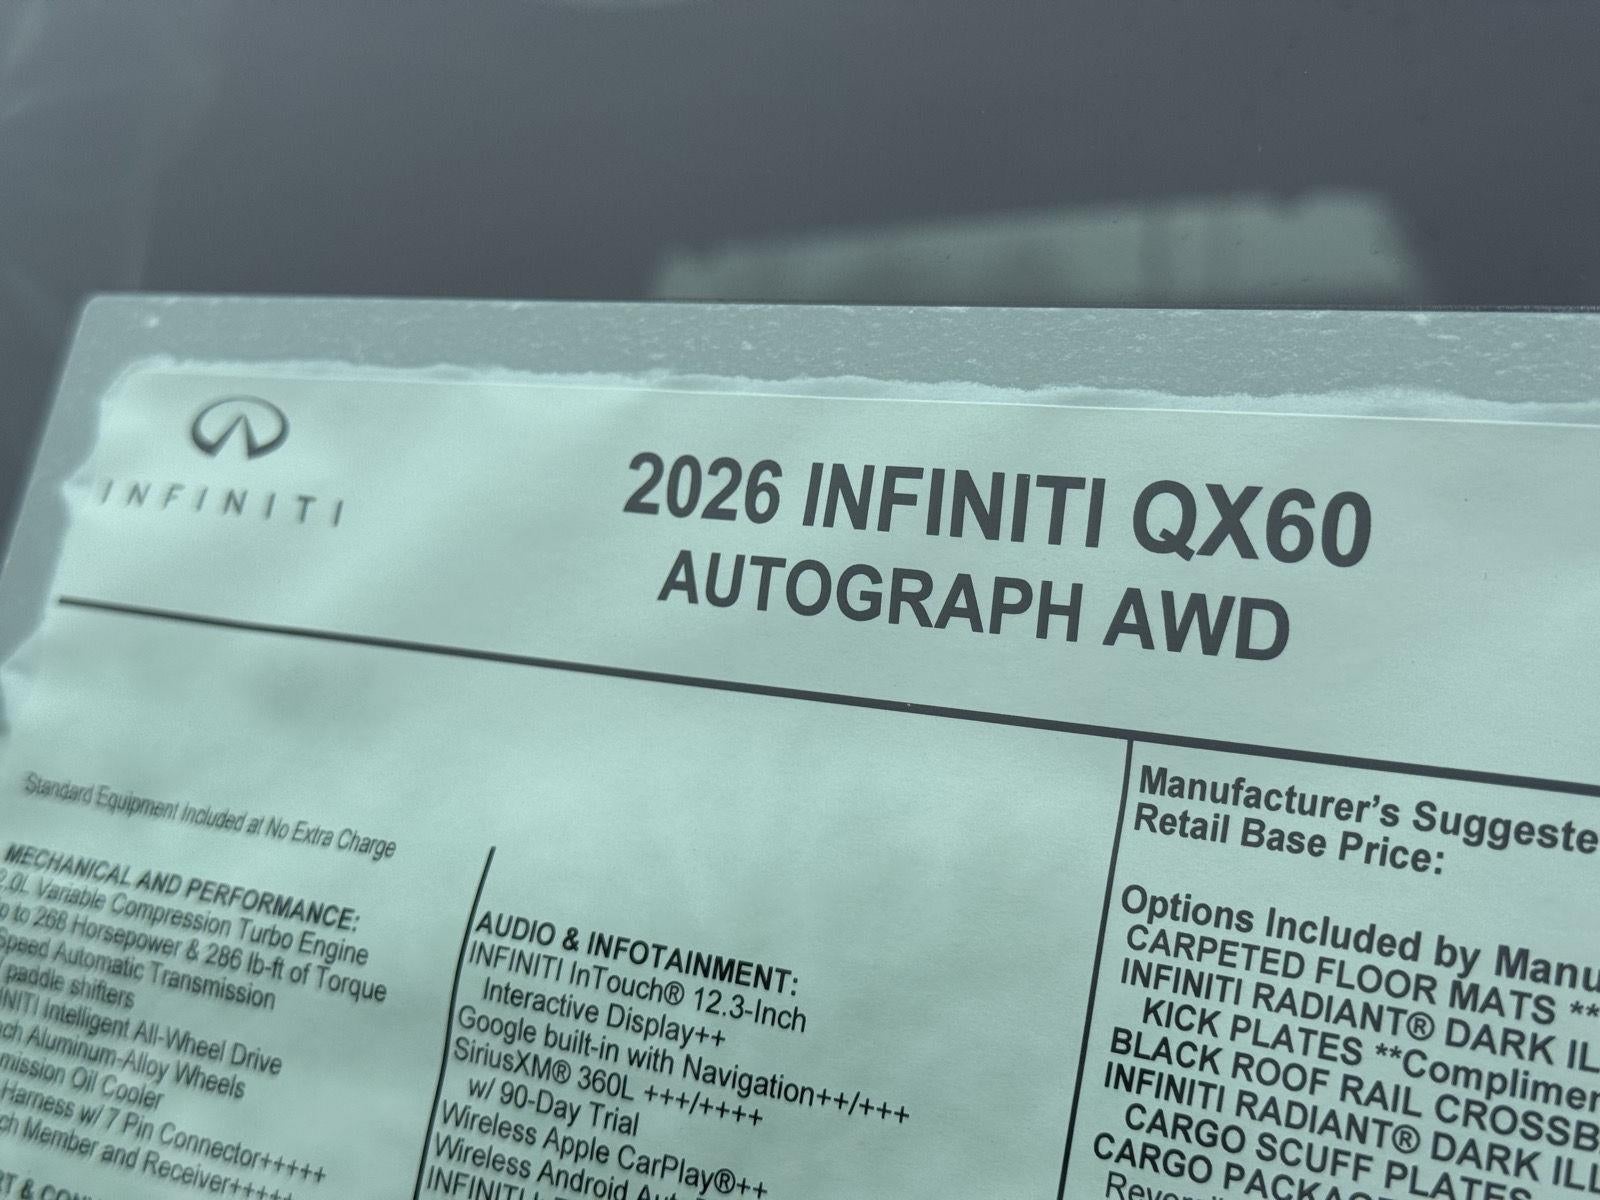 INFINITI
2026 INFINITI QX60
AUTOGRAPH AWD
Standard Equipment Included at No Extra Charge
MECHANICAL AND PERFORMANCE:
2.0L Variable Compression Turbo Engine
to 268 Horsepower & 286 lb-ft of Torque
Speed Automatic Transmission
paddle shifters
Intelligent All-Wheel Drive
Aluminum-Alloy Wheels
Oil Cooler
Harness w/ 7 Pin Connector+++++
Member and Receiver+++++
AUDIO & INFOTAINMENT:
INFINITI InTouch® 12.3-Inch
Interactive Display++
Google built-in with Navigation++/+++
SiriusXM® 360L +++/++++
w/ 90-Day Trial
Wireless Apple CarPlay®++
Wireless Android
INFINITI
Manufacturer's Suggeste
Retail Base Price:
Options Included by Manu
CARPETED FLOOR MATS **
INFINITI RADIANT® DARK IL
KICK PLATES **Complimen
BLACK ROOF RAIL CROSSB
INFINITI RADIANT® DARK ILL
CARGO SCUFF PLATES
CARGO PACKAGE